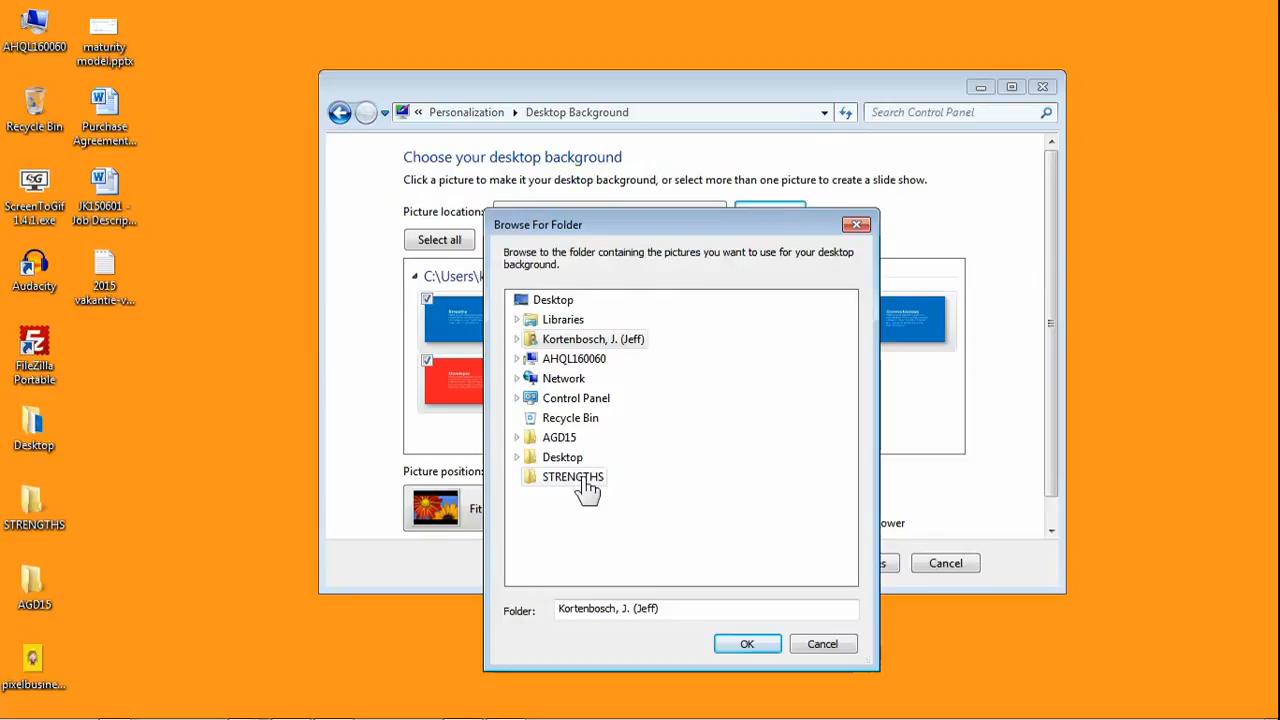 AHQL160060
maturity
model.pptx
Recycle Bin
Purchase
Agreement...
ScreenToGif
1.4.1.exe
JK150601 -
Job Descrip...
Audacity
2015
vakantie-v...
FileZilla
Portable
Desktop
STRENGTHS
AGD15
pixelbusine...
« Personalization Desktop Background
Search Control Panel
Choose your desktop background
Click a picture to make it your desktop background, or select more than one picture to create a slide show.
Picture location:
Select all
C:\Users\k
Picture position:
Fit
ower
s
Cancel
Browse For Folder
Browse to the folder containing the pictures you want to use for your desktop
background.
Desktop
Libraries
Kortenbosch, J. (Jeff)
AHQL160060
Network
Control Panel
Recycle Bin
AGD15
Desktop
STRENGTHS
Folder: Kortenbosch, J. (Jeff)
OK Cancel